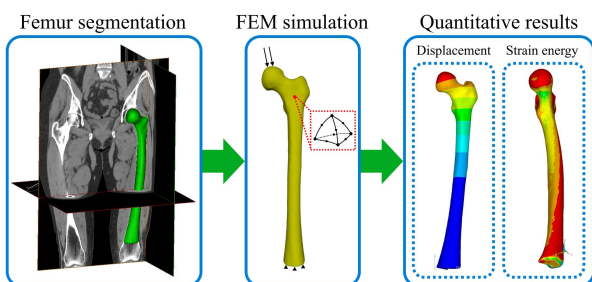 Femur segmentation
FEM simulation
Quantitative results
Displacement
Strain energy